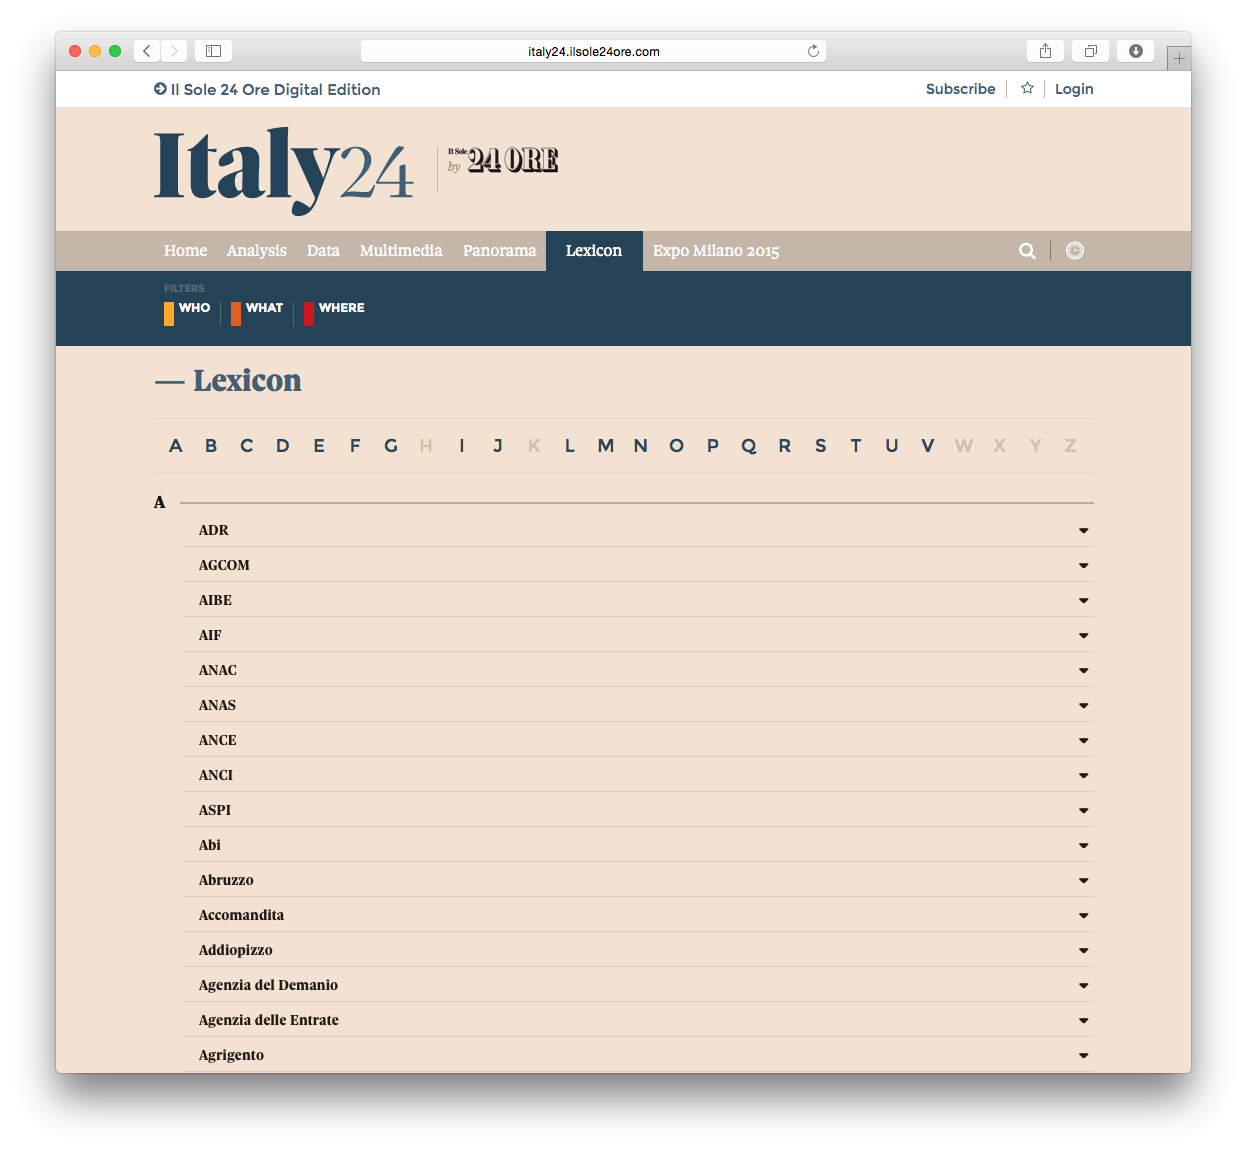 italy24.ilsole24ore.com
Il Sole 24 Ore Digital Edition
Subscribe Login
Italy24
Il Sole
by 24 ORE
Home Analysis Data Multimedia Panorama Lexicon Expo Milano 2015
FILTERS
WHO WHAT WHERE
— Lexicon
A B C D E F G H I J K L M N O P Q R S T U V W X Y Z
A
ADR
AGCOM
AIBE
AIF
ANAC
ANAS
ANCE
ANCI
ASPI
Abi
Abruzzo
Accomandita
Addiopizzo
Agenzia del Demanio
Agenzia delle Entrate
Agrigento